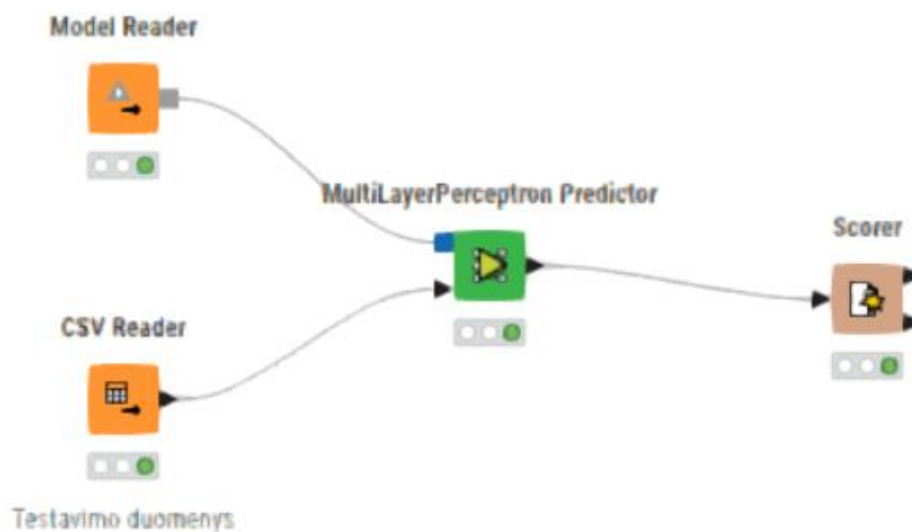 Model Reader
MultiLayerPerceptron Predictor
Scorer
CSV Reader
Testavimo duomenys